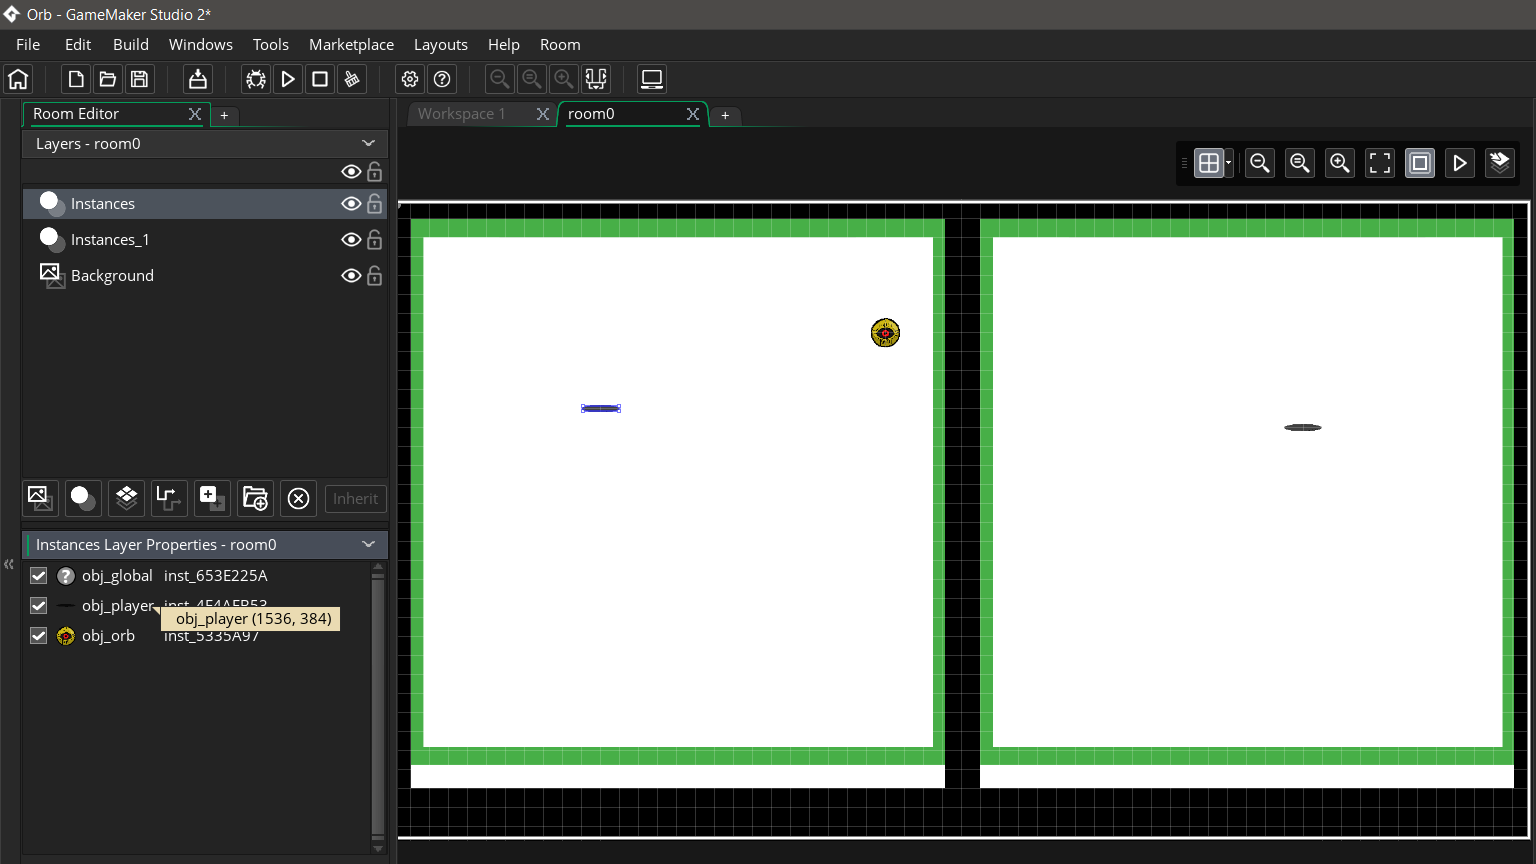 Orb - GameMaker Studio 2*
File Edit Build Windows Tools Marketplace Layouts Help Room
Room Editor
Workspace 1
room0
Layers - room0
Instances
Instances_1
Background
Inherit
Instances Layer Properties - room0
obj_global inst_653E225A
obj_player
obj_player (1536, 384)
obj_orb inst_5335A97